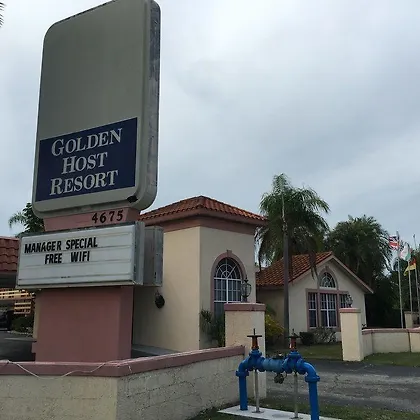 GOLDEN
HOST
RESORT
4675
MANAGER SPECIAL
FREE WIFI